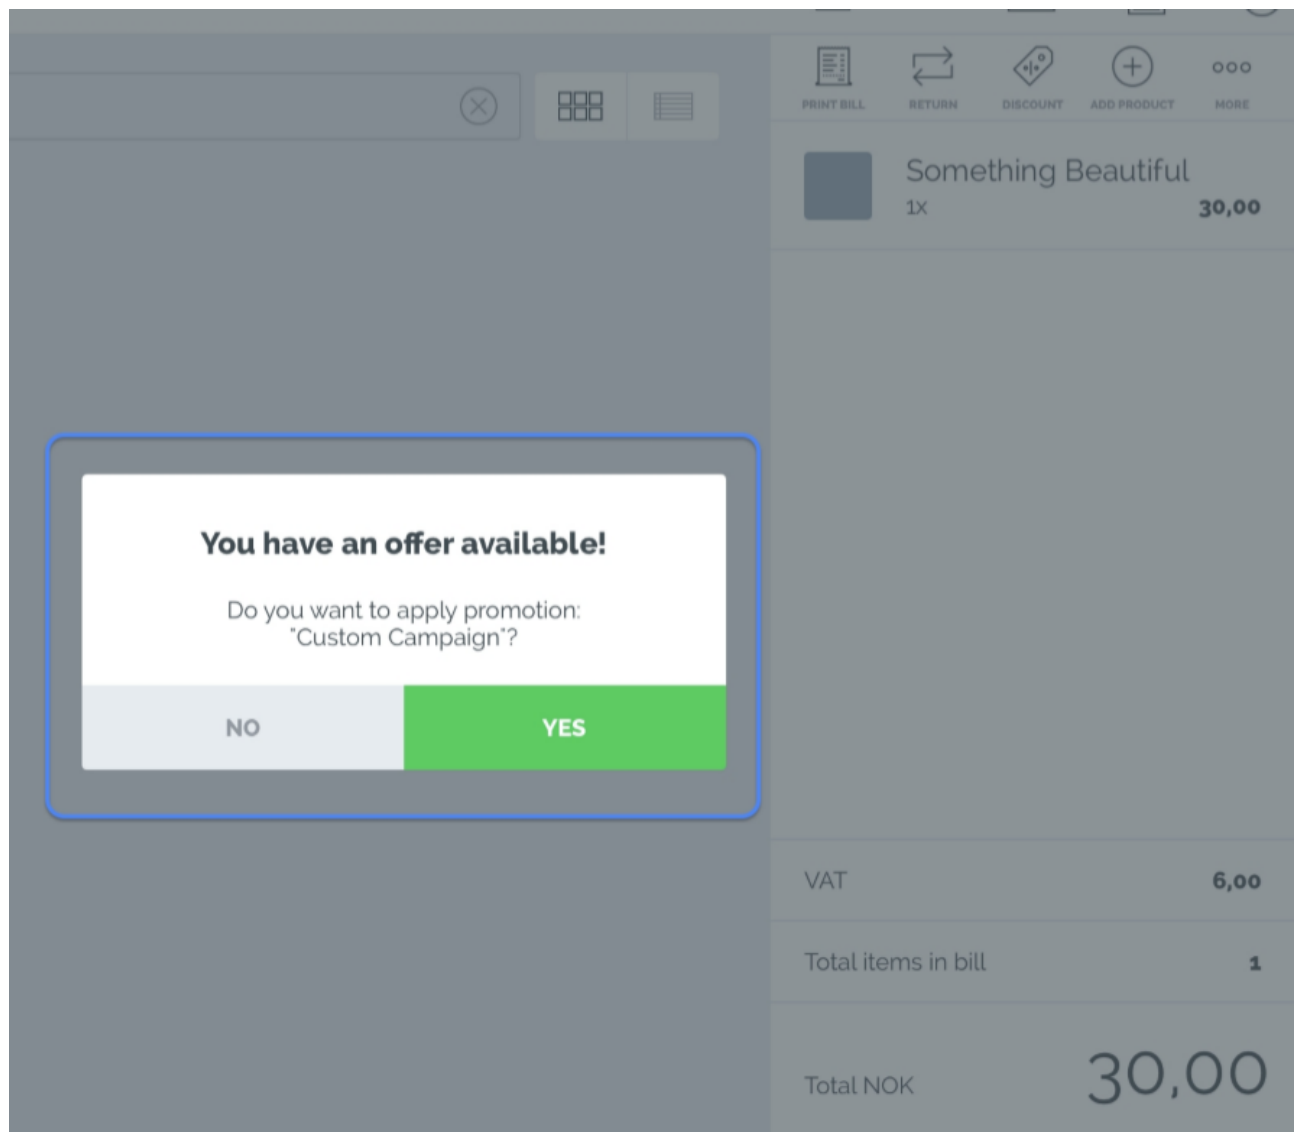 PRINT BILL
RETURN
DISCOUNT
ADD PRODUCT
MORE
Something Beautiful
1x
30,00
You have an offer available!
Do you want to apply promotion:
"Custom Campaign"?
NO
YES
VAT
6,00
Total items in bill
1
Total NOK
30,00